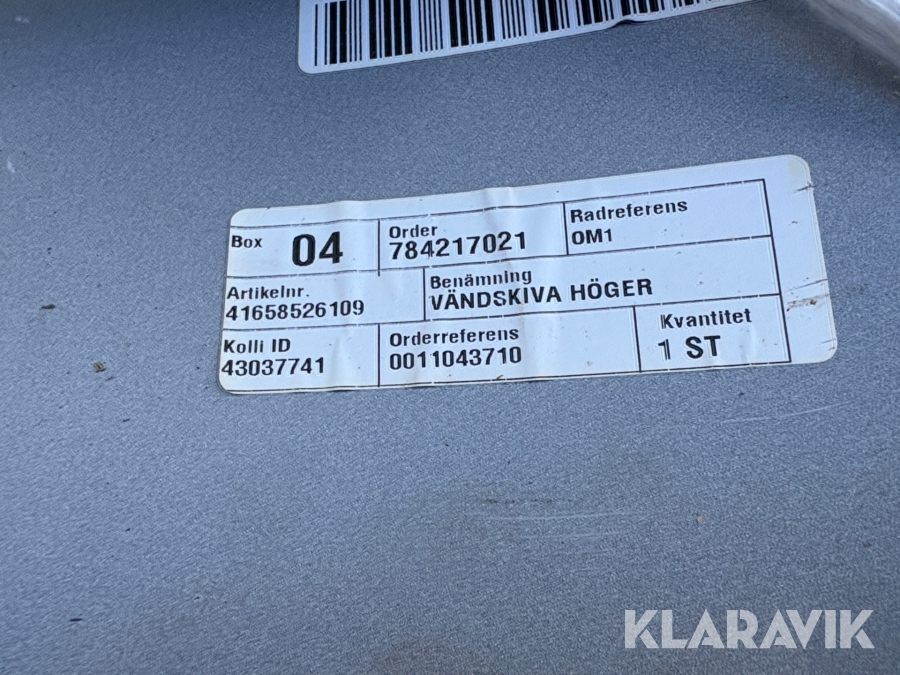 Box 04
Order
784217021
Radreferens
OM1
Artikelnr.
41658526109
Benämning
VÄNDSKIVA HÖGER
Kolli ID
43037741
Orderreferens
0011043710
Kvantitet
1 ST
KLARAVIK